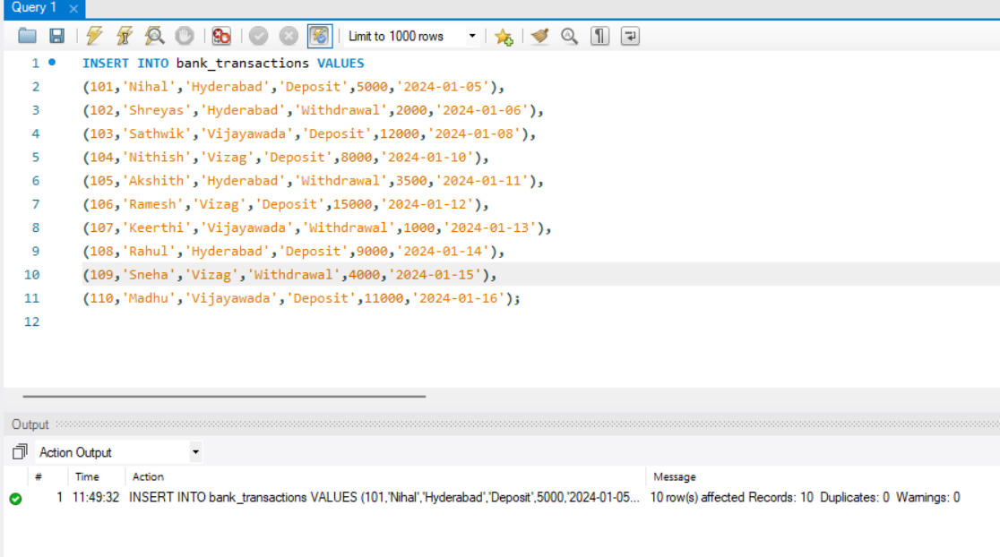 Query 1
Limit to 1000 rows
1 INSERT INTO bank_transactions VALUES
2 (101,'Nihal','Hyderabad','Deposit',5000,'2024-01-05'),
3 (102,'Shreyas','Hyderabad','Withdrawal',2000,'2024-01-06'),
4 (103,'Sathwik','Vijayawada','Deposit',12000,'2024-01-08'),
5 (104,'Nithish','Vizag','Deposit',8000,'2024-01-10'),
6 (105,'Akshith','Hyderabad','Withdrawal',3500,'2024-01-11'),
7 (106,'Ramesh','Vizag','Deposit',15000,'2024-01-12'),
8 (107,'Keerthi','Vijayawada','Withdrawal',1000,'2024-01-13'),
9 (108,'Rahul','Hyderabad','Deposit',9000,'2024-01-14'),
10 (109,'Sneha','Vizag','Withdrawal',4000,'2024-01-15'),
11 (110,'Madhu','Vijayawada','Deposit',11000,'2024-01-16');
12
Output
Action Output
# Time Action Message
1 11:49:32 INSERT INTO bank_transactions VALUES (101,'Nihal','Hyderabad','Deposit',5000,'2024-01-05... 10 row(s) affected Records: 10 Duplicates: 0 Warnings: 0